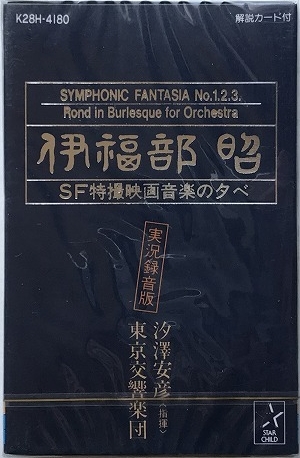 K28H-4180
解説カード付
SYMPHONIC FANTASIA No.1.2.3.
Rond in Burlesque for Orchestra
伊福部 昭
SF特撮映画音楽の夕べ
実況録音版
汐澤安彦〈指揮〉
東京交響楽団
STAR
CHILD